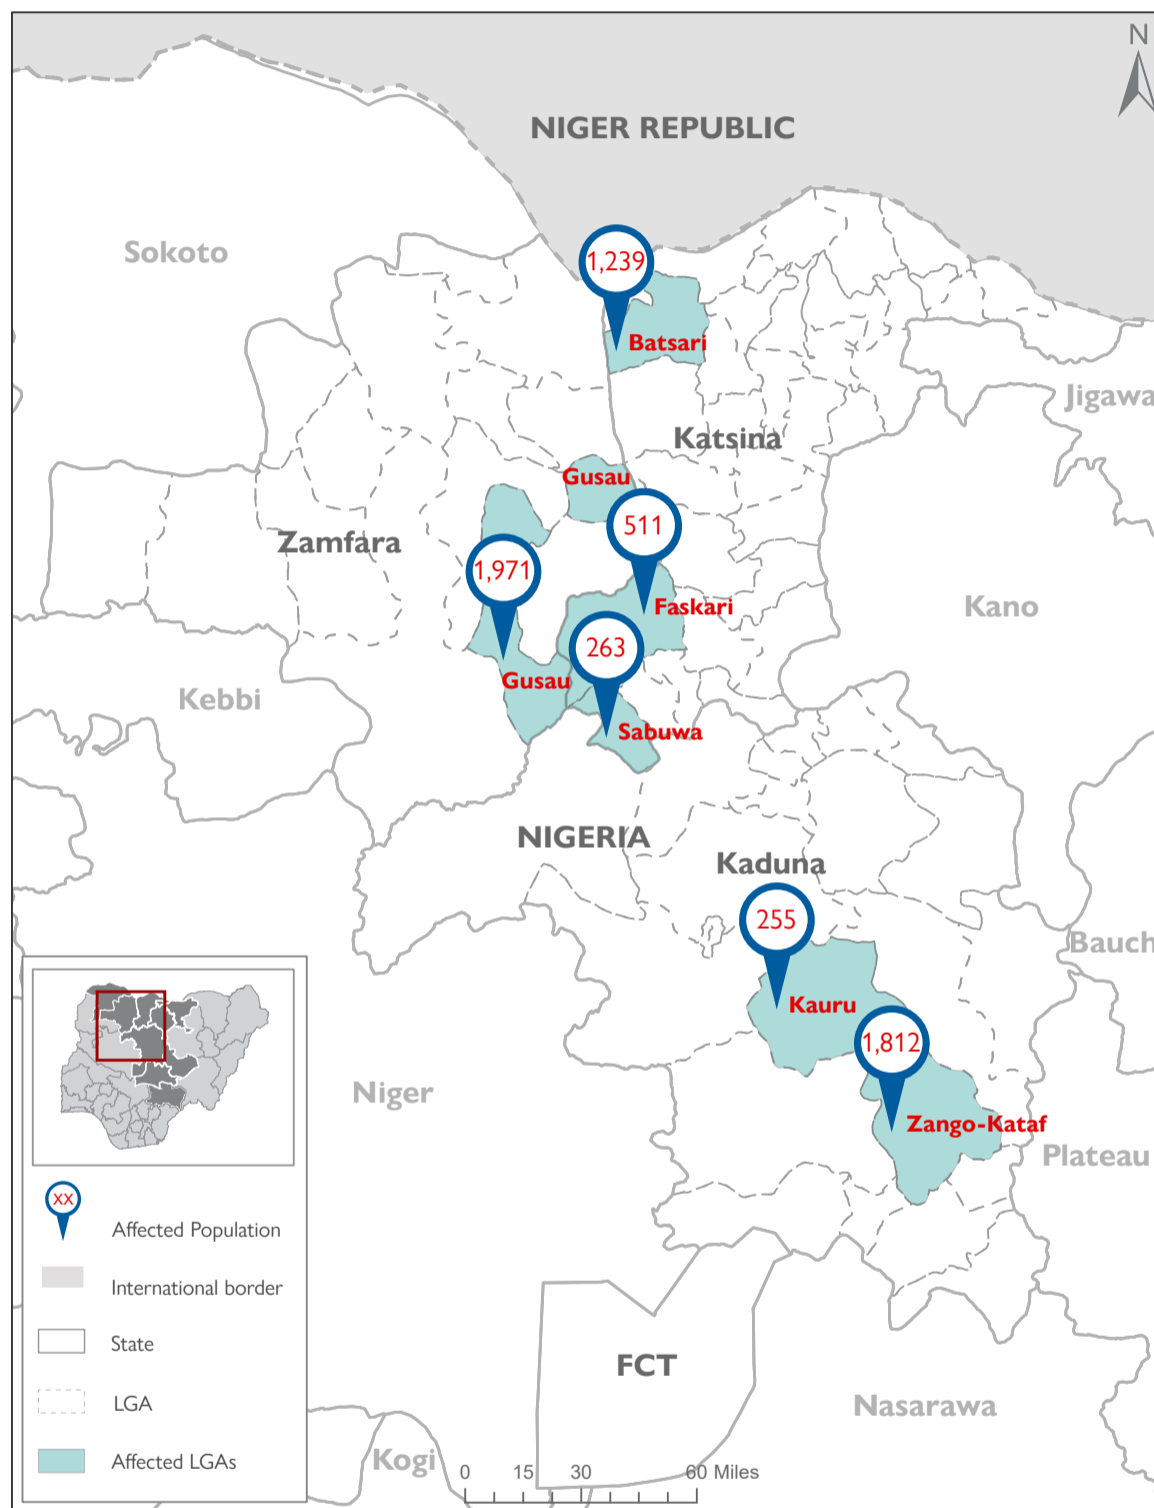 N
NIGER REPUBLIC
Sokoto
1,239
Batsari
Jigawa
Katsina
Gusau
511
Zamfara
1,971
Faskari
Kano
263
Gusau
Kebbi
Sabuwa
NIGERIA
Kaduna
255
Bauch
Kauru
1,812
Niger
Zango-Kataf
Plateau
XX
Affected Population
International border
State
LGA
Affected LGAs
FCT
Nasarawa
Kogi
0 15 30 60 Miles